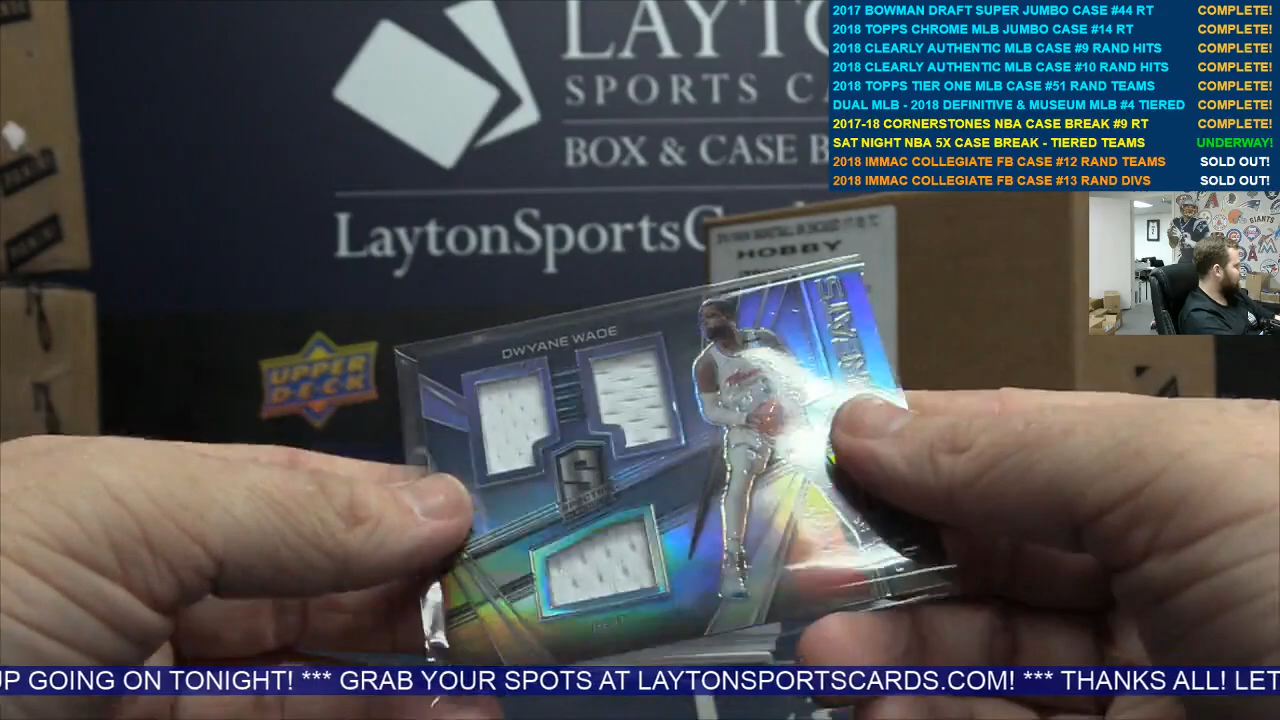 LAYTO
SPORTS CA
BOX & CASE B
LaytonSportsC
2017 BOWMAN DRAFT SUPER JUMBO CASE #44 RT COMPLETE!
2018 TOPPS CHROME MLB JUMBO CASE #14 RT COMPLETE!
2018 CLEARLY AUTHENTIC MLB CASE #9 RAND HITS COMPLETE!
2018 CLEARLY AUTHENTIC MLB CASE #10 RAND HITS COMPLETE!
2018 TOPPS TIER ONE MLB CASE #51 RAND TEAMS COMPLETE!
DUAL MLB - 2018 DEFINITIVE & MUSEUM MLB #4 TIERED COMPLETE!
2017-18 CORNERSTONES NBA CASE BREAK #9 RT COMPLETE!
SAT NIGHT NBA 5X CASE BREAK - TIERED TEAMS UNDERWAY!
2018 IMMAC COLLEGIATE FB CASE #12 RAND TEAMS SOLD OUT!
2018 IMMAC COLLEGIATE FB CASE #13 RAND DIVS SOLD OUT!
GIANTS
HOBBY
UPPER
DECK
DWYANE WADE
S
UP GOING ON TONIGHT! *** GRAB YOUR SPOTS AT LAYTONSPORTSCARDS.COM! *** THANKS ALL! LET